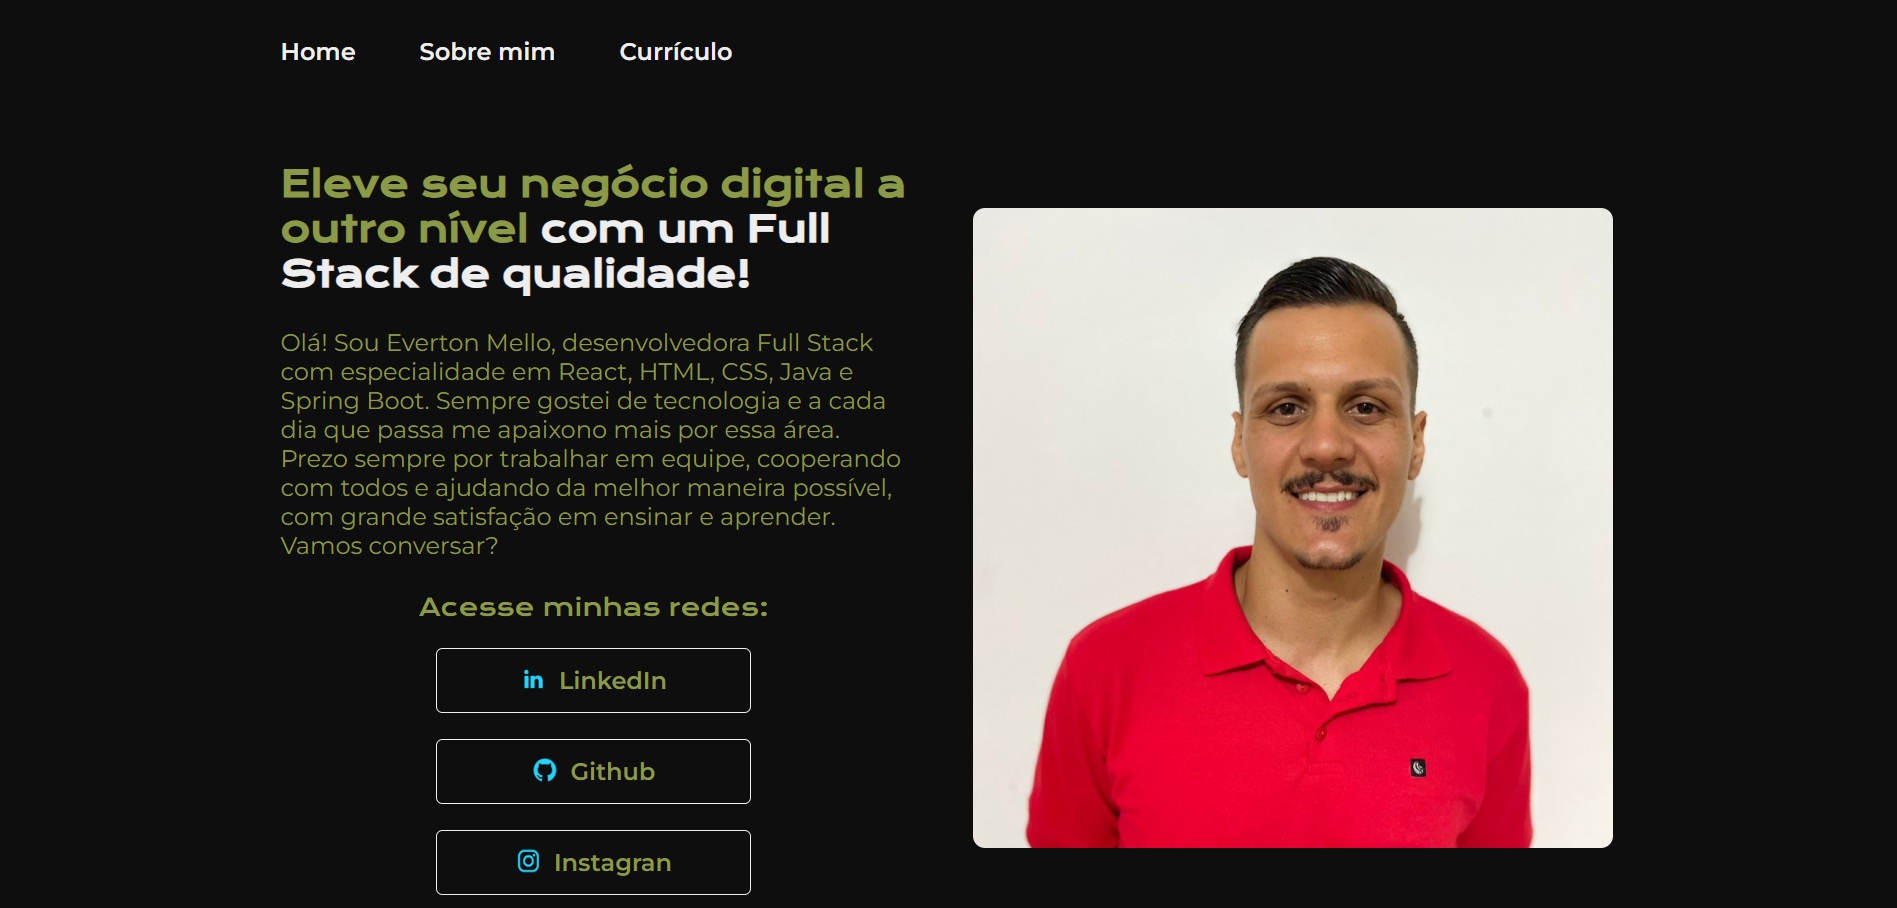 Home Sobre mim Currículo
Eleve seu negócio digital a
outro nível com um Full
Stack de qualidade!
Olá! Sou Everton Mello, desenvolvedora Full Stack
com especialidade em React, HTML, CSS, Java e
Spring Boot. Sempre gostei de tecnologia e a cada
dia que passa me apaixono mais por essa área.
Prezo sempre por trabalhar em equipe, cooperando
com todos e ajudando da melhor maneira possível,
com grande satisfação em ensinar e aprender.
Vamos conversar?
Acesse minhas redes:
LinkedIn
Github
Instagran